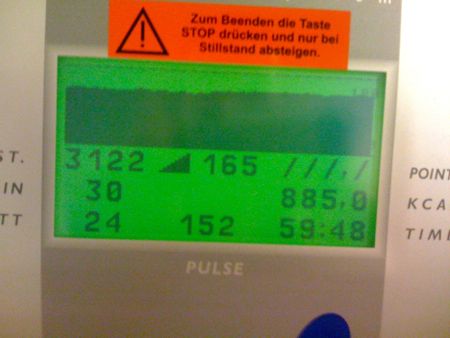 Zum Beenden die Taste
STOP drücken und nur bei
Stillstand absteigen.
3122 165 ///,/
ST. POINT
30 885,0
IN KCA
24 152 59:48
TT TIME
PULSE